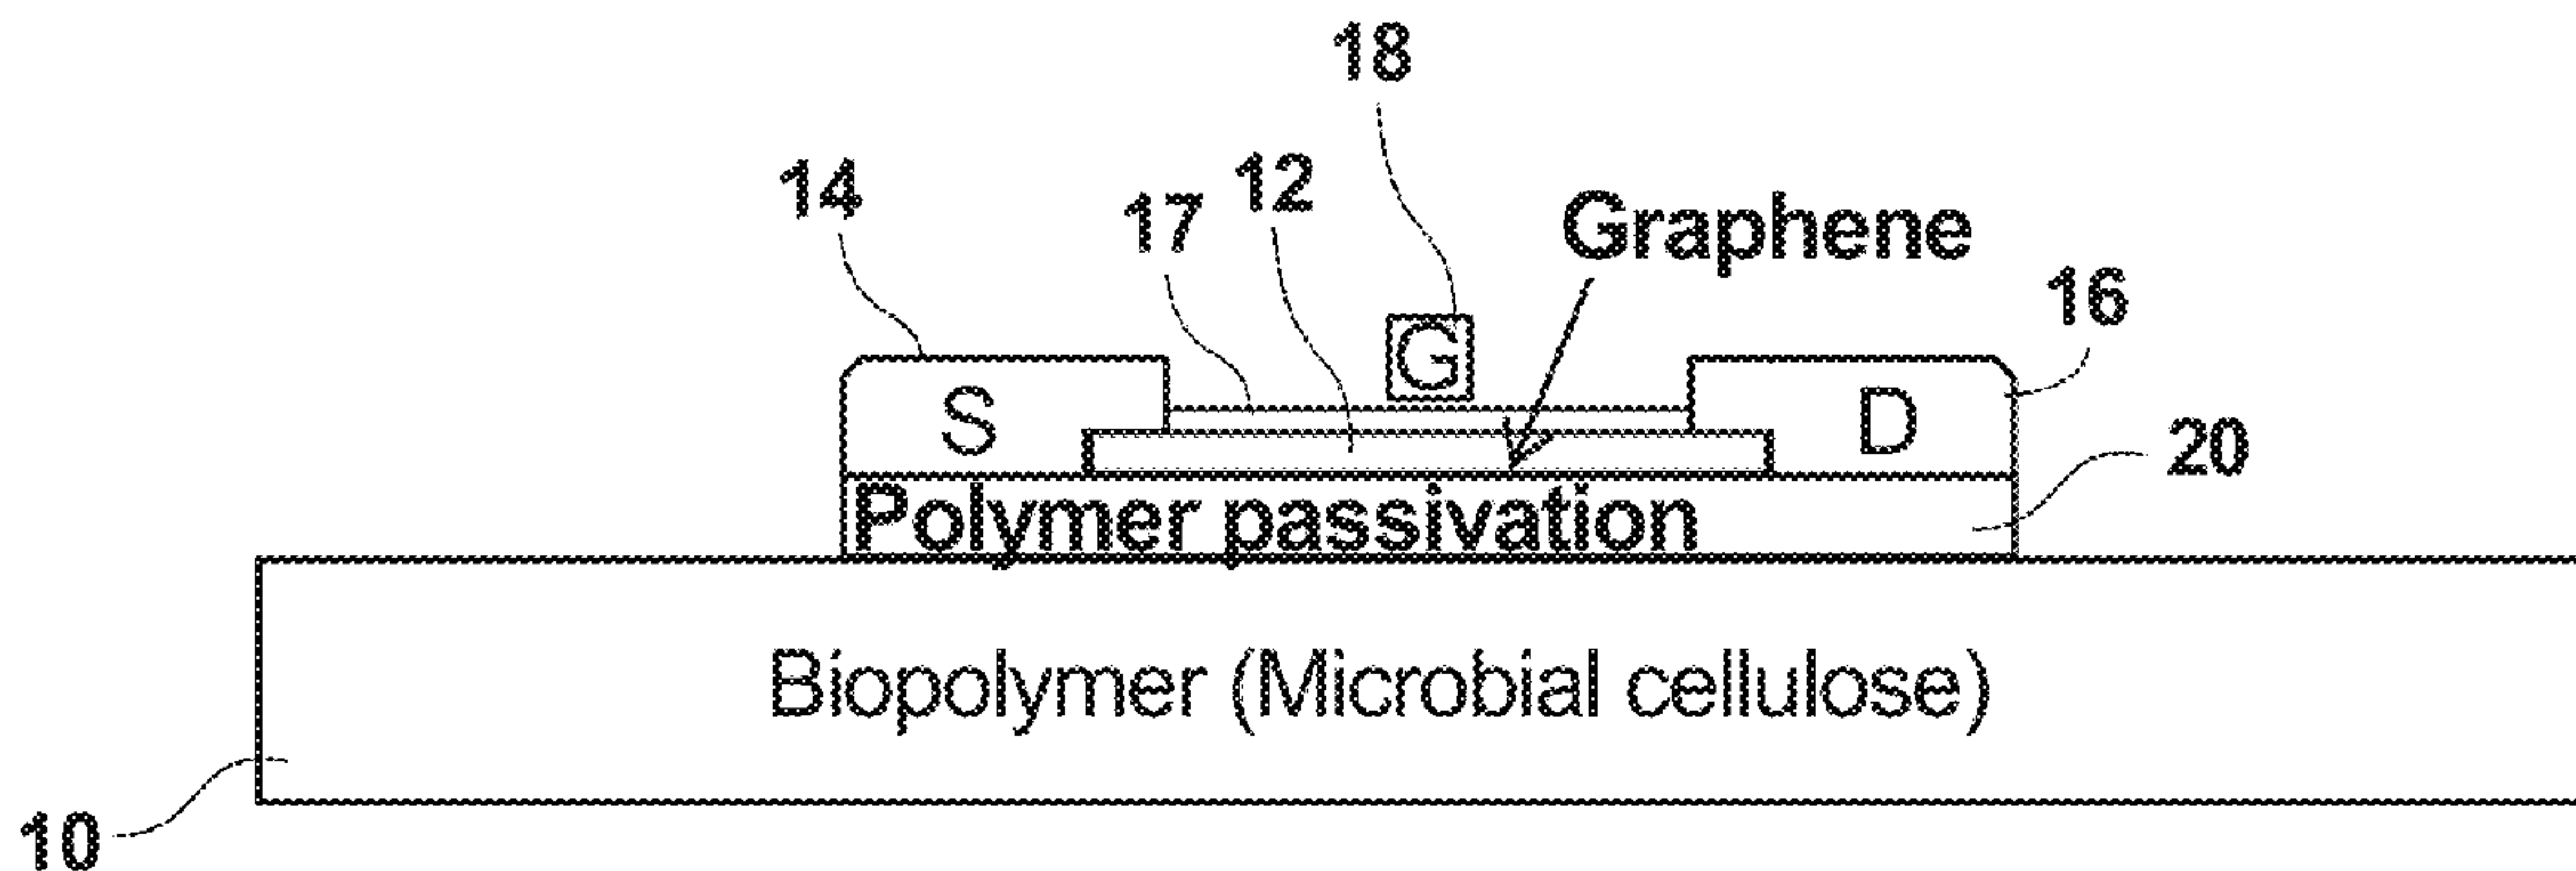 18
14
17
12
Graphene
16
G
S
D
20
Polymer passivation
Biopolymer (Microbial cellulose)
10